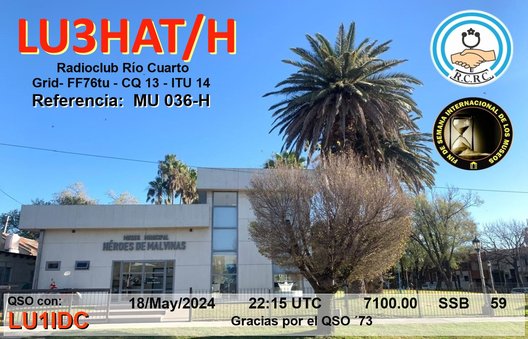 LU3HAT/H
Radioclub Río Cuarto
Grid- FF76tu - CQ 13 - ITU 14
Referencia: MU 036-H
R.C.R.C.
FIN DE SEMANA INTERNACIONAL DE LOS MUSEOS
MUSEO MUNICIPAL
HÉROES DE MALVINAS
QSO con: 18/May/2024 22:15 UTC 7100.00 SSB 59
LU1IDC
Gracias por el QSO ´73